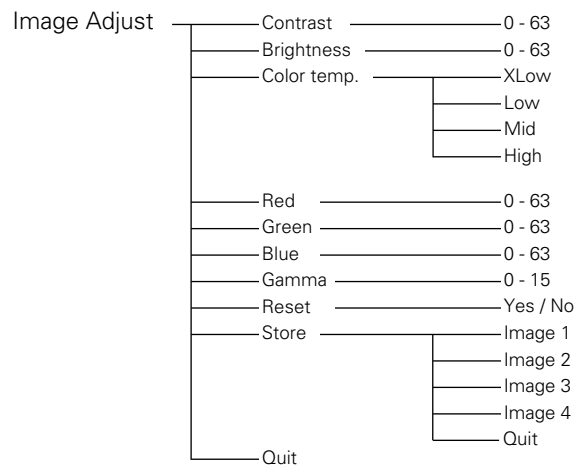 Image Adjust Contrast 0 - 63
Brightness 0 - 63
Color temp. XLow
Low
Mid
High
Red 0 - 63
Green 0 - 63
Blue 0 - 63
Gamma 0 - 15
Reset Yes / No
Store Image 1
Image 2
Image 3
Image 4
Quit
Quit